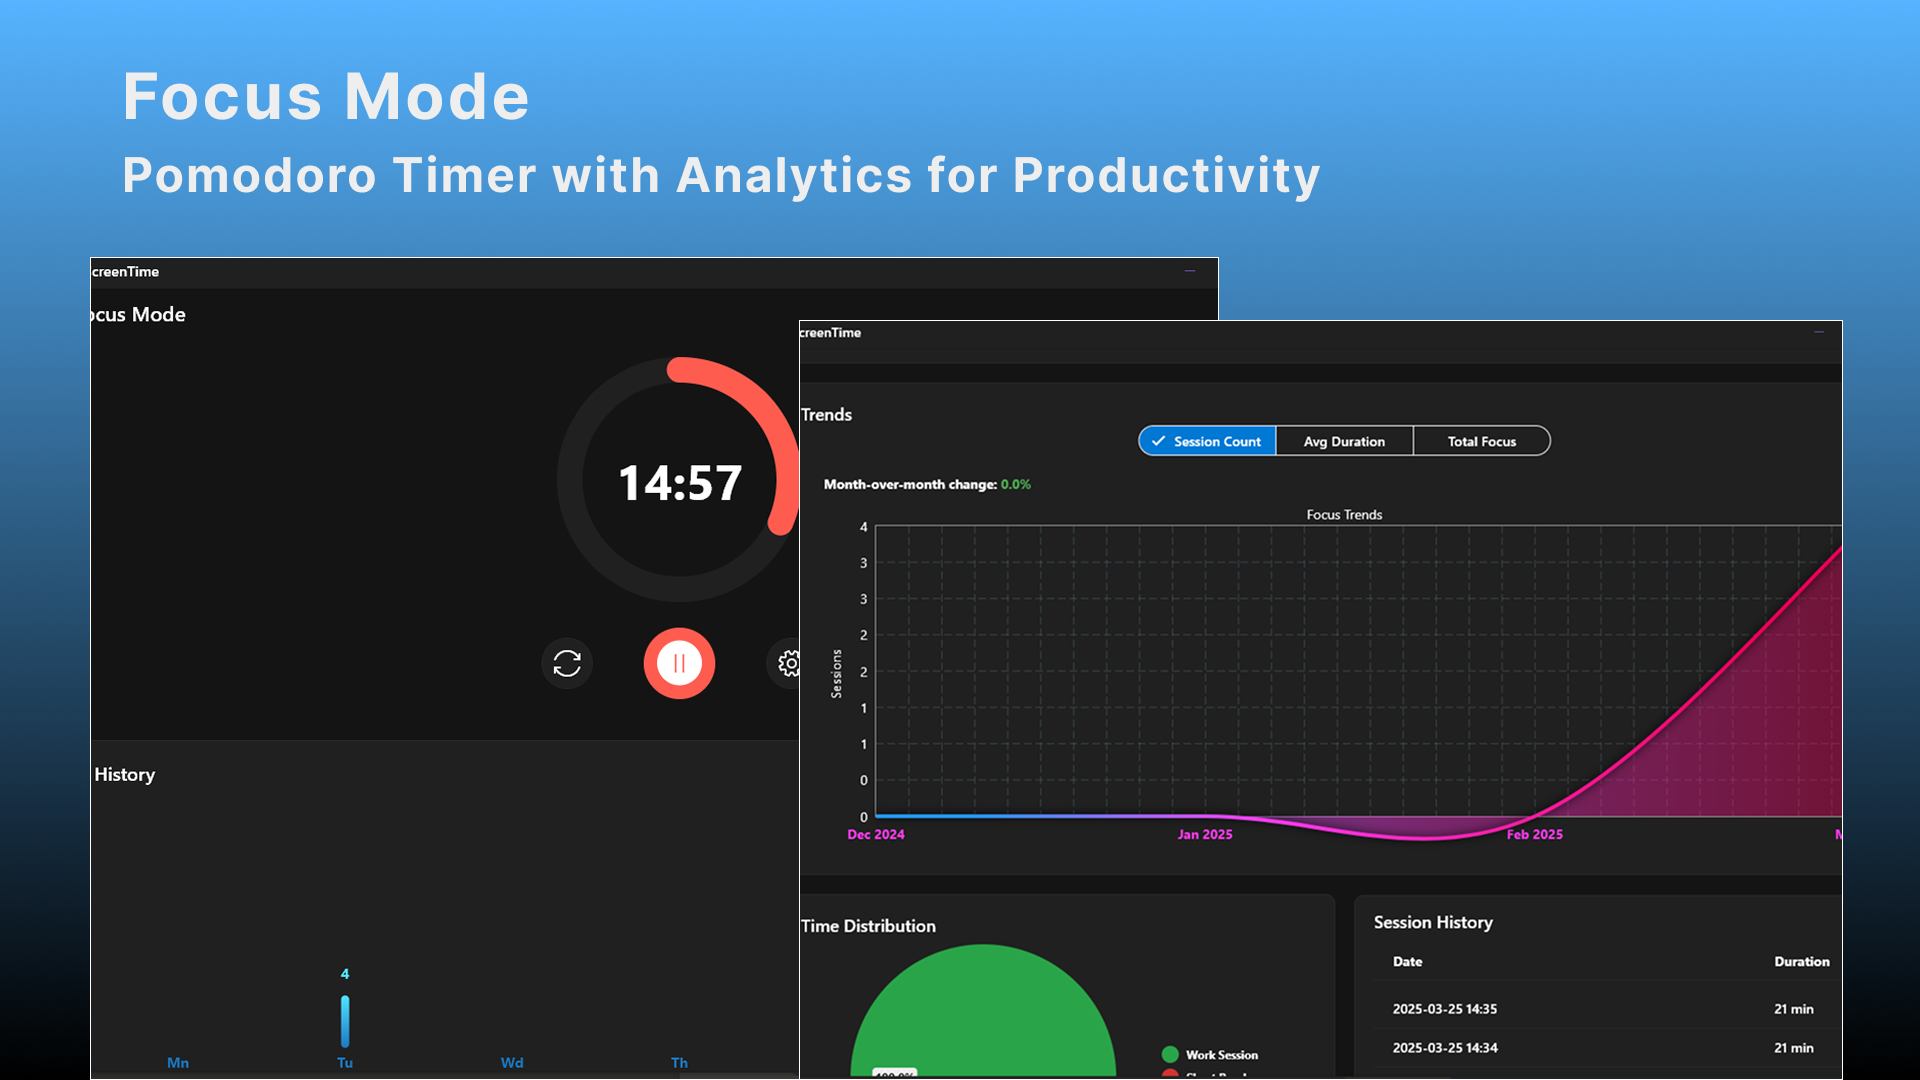 Focus Mode
Pomodoro Timer with Analytics for Productivity
creenTime
ocus Mode
14:57
History
4
Mn Tu Wd Th
creenTime
Trends
Session Count Avg Duration Total Focus
Month-over-month change: 0.0%
Focus Trends
Sessions
4
3
3
2
2
1
1
0
0
Dec 2024 Jan 2025 Feb 2025
Time Distribution
Work Session
Session History
Date Duration
2025-03-25 14:35 21 min
2025-03-25 14:34 21 min